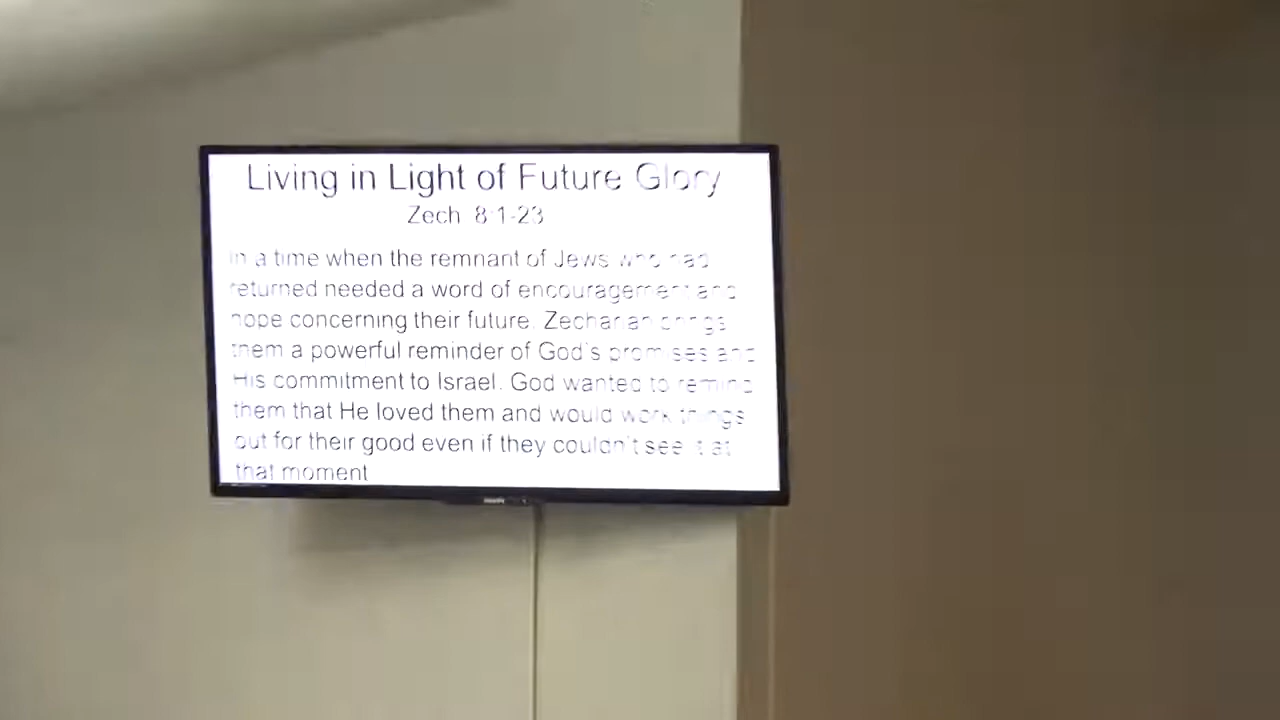 Living in Light of Future Glory
Zech 8:1-23
In a time when the remnant of Jews who had
returned needed a word of encouragement and
hope concerning their future. Zechariah brings
them a powerful reminder of God's promises and
His commitment to Israel. God wanted to remind
them that He loved them and would work things
out for their good even if they couldn't see it at
that moment